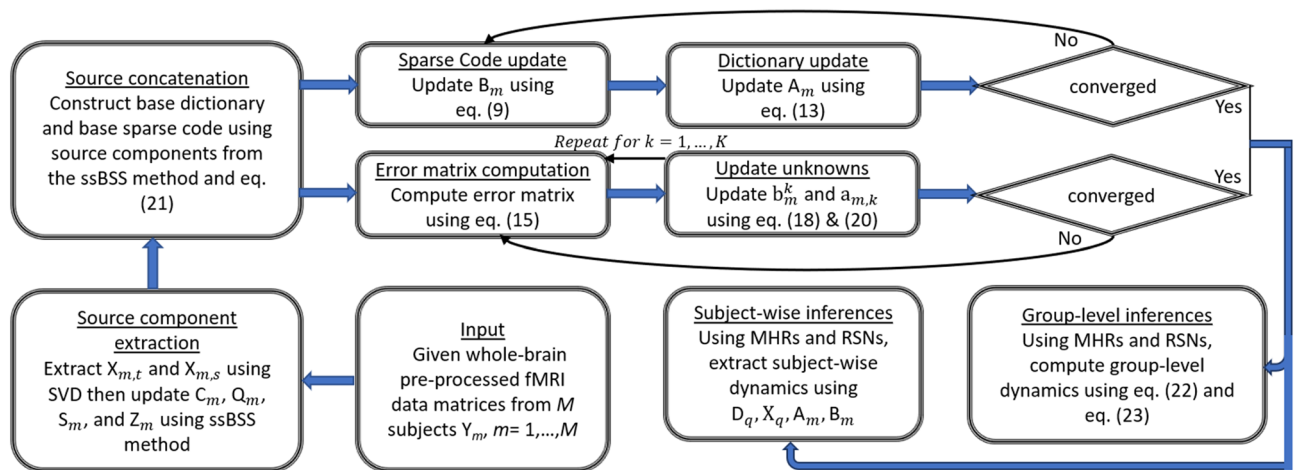 Source concatenation
Construct base dictionary
and base sparse code using
source components from
the ssBSS method and eq.
(21)
Sparse Code update
Update B_m using
eq. (9)
Dictionary update
Update A_m using
eq. (13)
No
converged
Yes
Repeat for k = 1, ..., K
Error matrix computation
Compute error matrix
using eq. (15)
Update unknowns
Update b_m^k and a_{m,k}
using eq. (18) & (20)
converged
Yes
No
Source component
extraction
Extract X_{m,t} and X_{m,s} using
SVD then update C_m, Q_m,
S_m, and Z_m using ssBSS
method
Input
Given whole-brain
pre-processed fMRI
data matrices from M
subjects Y_m, m= 1,...,M
Subject-wise inferences
Using MHRs and RSNs,
extract subject-wise
dynamics using
D_q, X_q, A_m, B_m
Group-level inferences
Using MHRs and RSNs,
compute group-level
dynamics using eq. (22) and
eq. (23)